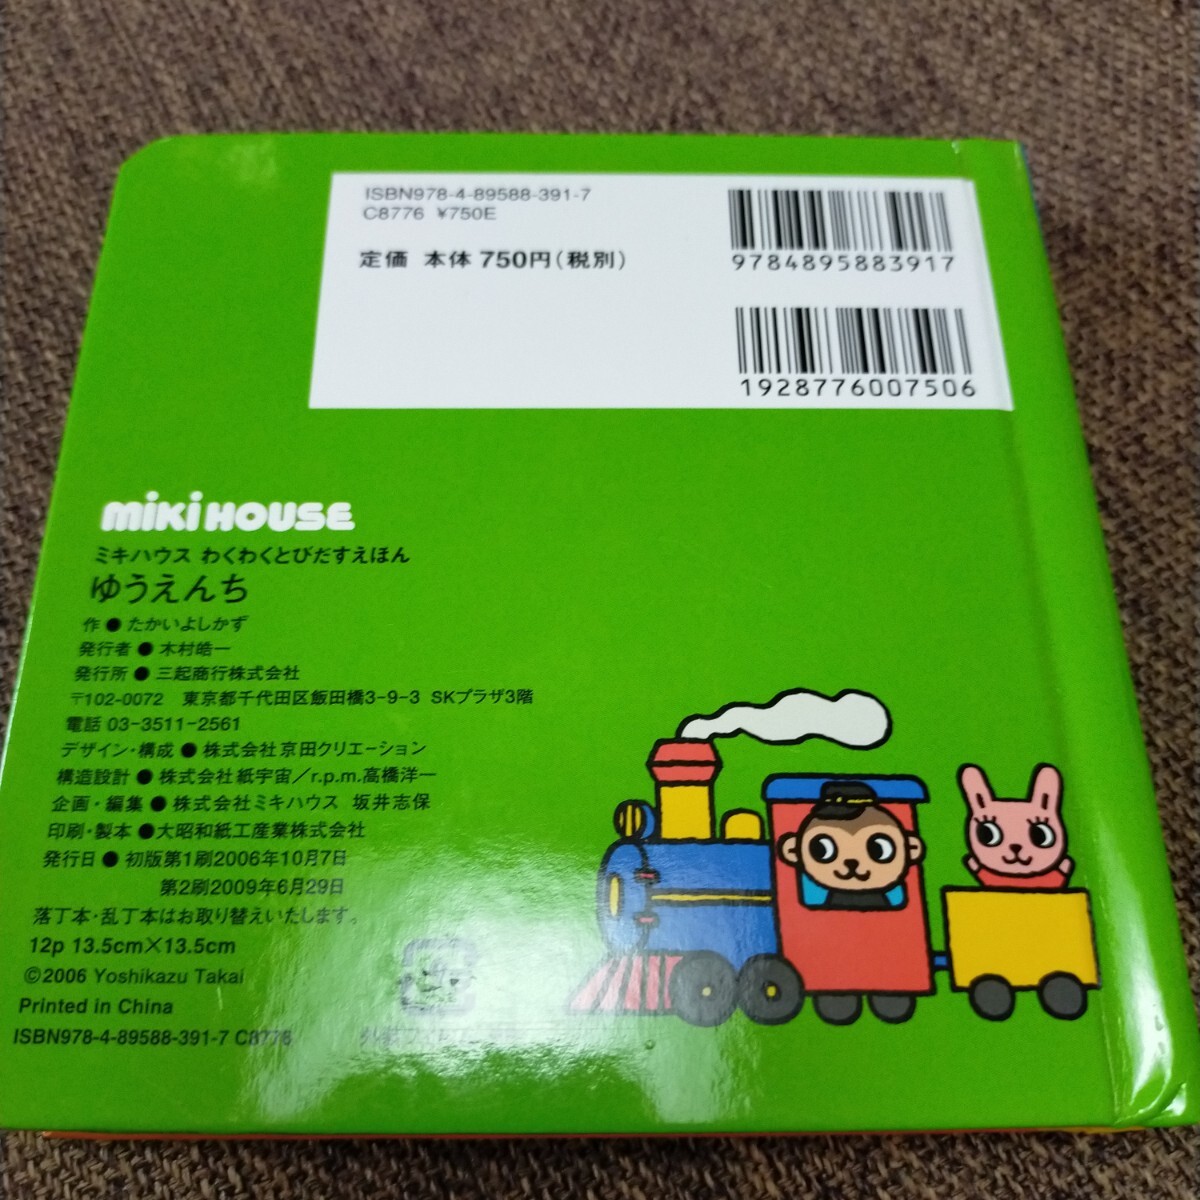 ISBN978-4-89588-391-7
C8776 ¥750E
定価 本体 750円(税別)
9784895883917
1928776007506
miki HOUSE
ミキハウス わくわくとびだすえほん
ゆうえんち
作 ● たかいよしかず
発行者 ● 木村皓一
発行所 ● 三起商行株式会社
〒102-0072 東京都千代田区飯田橋3-9-3 SKプラザ3階
電話 03-3511-2561
デザイン・構成 ● 株式会社京田クリエーション
構造設計 ● 株式会社紙宇宙/r.p.m.高橋洋一
企画・編集 ● 株式会社ミキハウス 坂井志保
印刷・製本 ● 大昭和紙工産業株式会社
発行日 ● 初版第1刷2006年10月7日
第2刷2009年6月29日
落丁本・乱丁本はお取り替えいたします。
12p 13.5cm×13.5cm
©2006 Yoshikazu Takai
Printed in China
ISBN978-4-89588-391-7 C8776